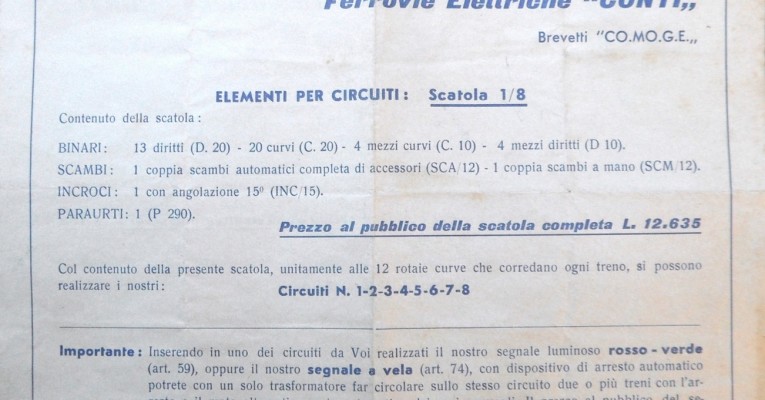 Ferrovie Elettriche "CONTI„
Brevetti "CO.MO.G.E.„
ELEMENTI PER CIRCUITI: Scatola 1/8
Contenuto della scatola:
BINARI: 13 diritti (D. 20) - 20 curvi (C. 20) - 4 mezzi curvi (C. 10) - 4 mezzi diritti (D 10).
SCAMBI: 1 coppia scambi automatici completa di accessori (SCA/12) - 1 coppia scambi a mano (SCM/12).
INCROCI: 1 con angolazione 15º (INC/15).
PARAURTI: 1 (P 290).
Prezzo al pubblico della scatola completa L. 12.635
Col contenuto della presente scatola, unitamente alle 12 rotaie curve che corredano ogni treno, si possono
realizzare i nostri:
Circuiti N. 1-2-3-4-5-6-7-8
Importante: Inserendo in uno dei circuiti da Voi realizzati il nostro segnale luminoso rosso-verde
(art. 59), oppure il nostro segnale a vela (art. 74), con dispositivo di arresto automatico
potrete con un solo trasformatore far circolare sullo stesso circuito due o più treni con l'ar-